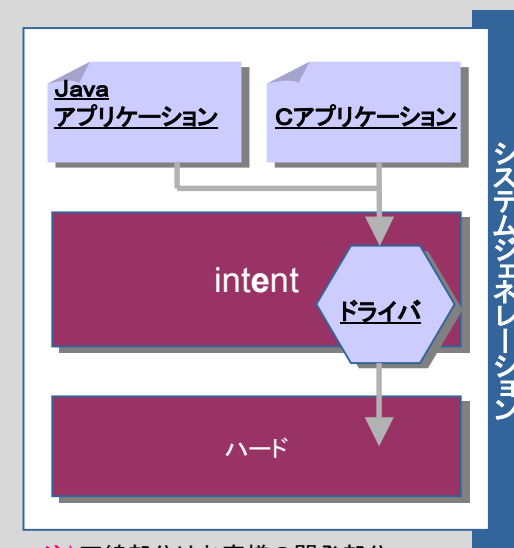 Java
アプリケーション
Cアプリケーション
intent
ドライバ
ハード
システムジェネレーション